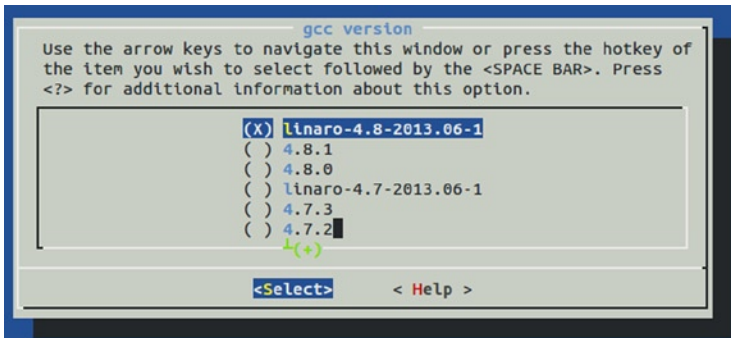 gcc version
Use the arrow keys to navigate this window or press the hotkey of
the item you wish to select followed by the <SPACE BAR>. Press
<?> for additional information about this option.
(X) linaro-4.8-2013.06-1
( ) 4.8.1
( ) 4.8.0
( ) linaro-4.7-2013.06-1
( ) 4.7.3
( ) 4.7.2
┴(+)
<Select> < Help >